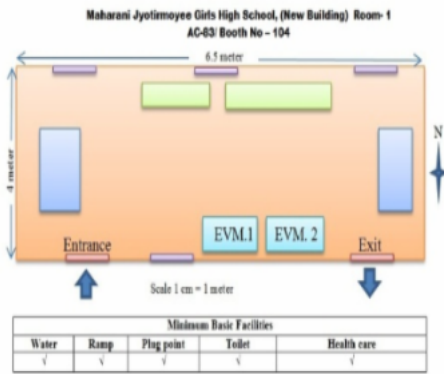 Maharani Jyotirmoyee Girls High School, (New Building) Room- 1
AC-83/ Booth No – 104
6.5 meter
4 meter
N
EVM.1 EVM. 2
Entrance Exit
Scale 1 cm = 1 meter
Minimum Basic Facilities
Water Ramp Plug point Toilet Health care
√ √ √ √ √